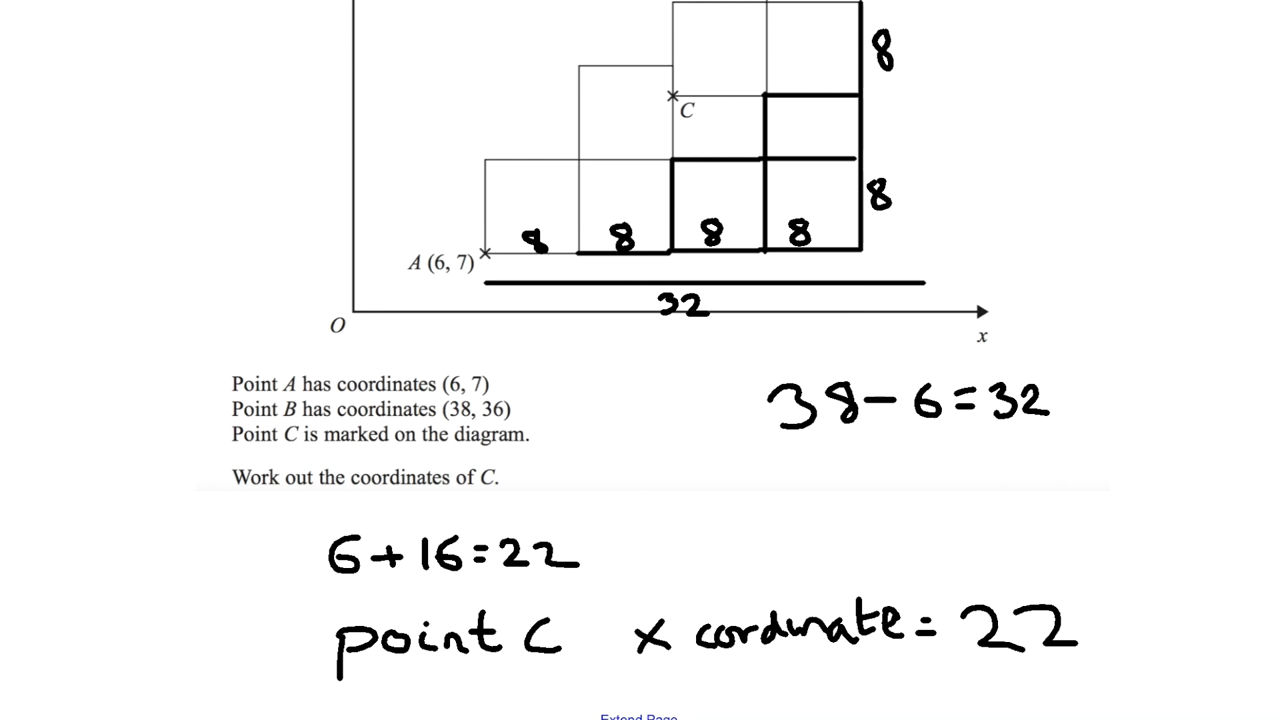 8
C
8
8 8 8 8
A (6, 7)
32
O
x
Point A has coordinates (6, 7)
Point B has coordinates (38, 36)
Point C is marked on the diagram.
38-6=32
Work out the coordinates of C.
6+16=22
point C x cordinate= 22
Extend Page